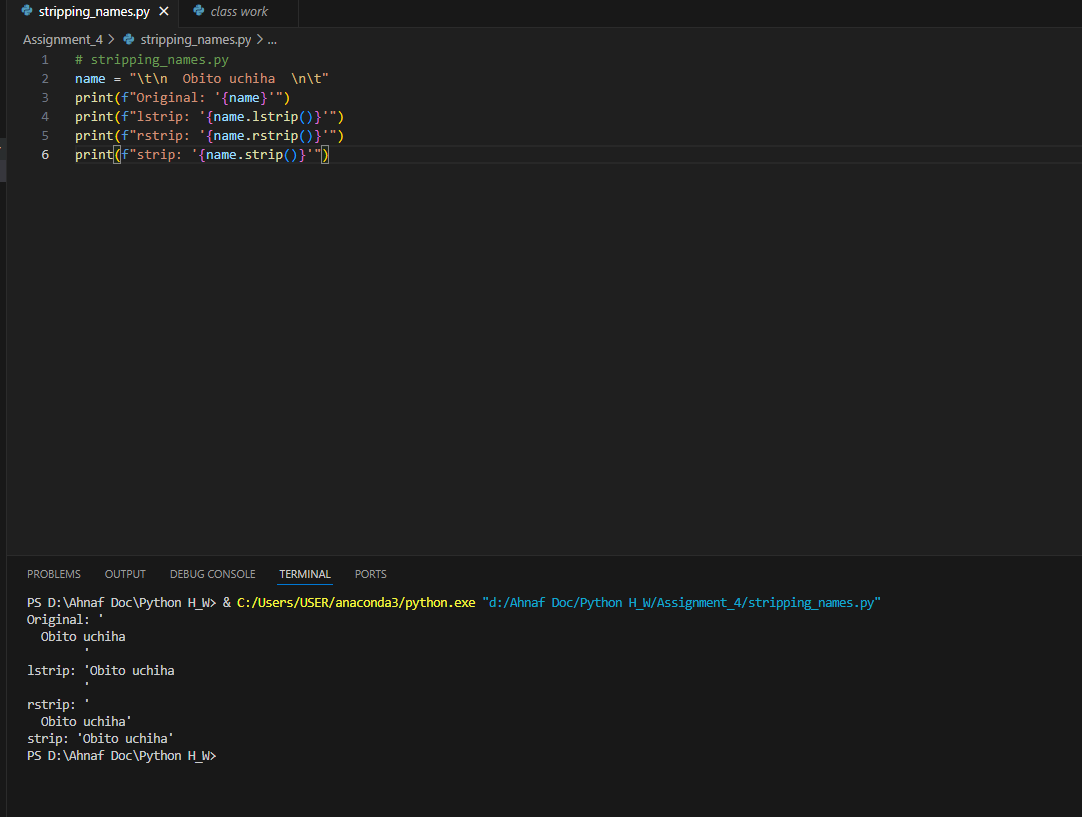 stripping_names.py ✕ class work
Assignment_4 > stripping_names.py > ...
1 # stripping_names.py
2 name = "\t\n  Obito uchiha  \n\t"
3 print(f"Original: '{name}'")
4 print(f"lstrip: '{name.lstrip()}'")
5 print(f"rstrip: '{name.rstrip()}'")
6 print(f"strip: '{name.strip()}'")
PROBLEMS OUTPUT DEBUG CONSOLE TERMINAL PORTS
PS D:\Ahnaf Doc\Python H_W> & C:/Users/USER/anaconda3/python.exe "d:/Ahnaf Doc/Python H_W/Assignment_4/stripping_names.py"
Original: '
  Obito uchiha
        '
lstrip: 'Obito uchiha
        '
rstrip: '
  Obito uchiha'
strip: 'Obito uchiha'
PS D:\Ahnaf Doc\Python H_W>